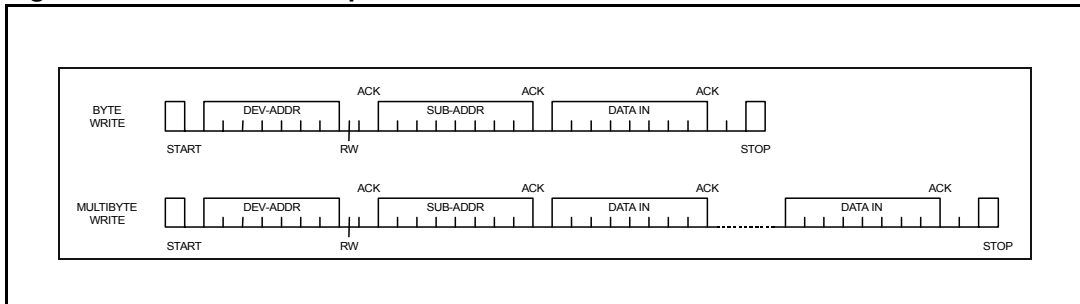 ACK ACK ACK
BYTE WRITE DEV-ADDR SUB-ADDR DATA IN
START RW STOP
ACK ACK ACK ACK
MULTIBYTE WRITE DEV-ADDR SUB-ADDR DATA IN DATA IN
START RW STOP